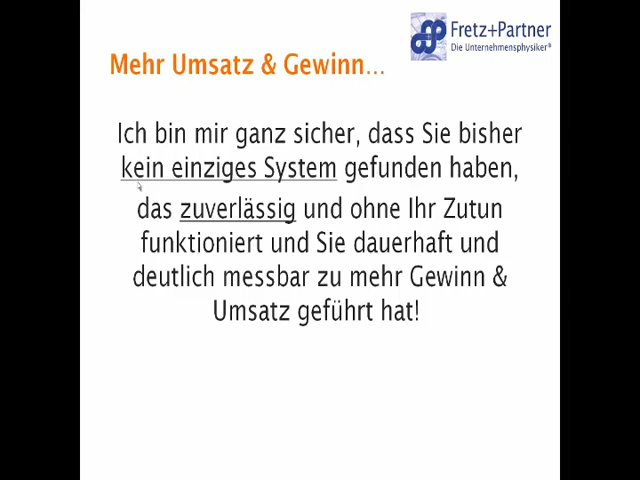 Fretz+Partner
Die Unternehmensphysiker®
Mehr Umsatz & Gewinn...
Ich bin mir ganz sicher, dass Sie bisher
kein einziges System gefunden haben,
das zuverlässig und ohne Ihr Zutun
funktioniert und Sie dauerhaft und
deutlich messbar zu mehr Gewinn &
Umsatz geführt hat!